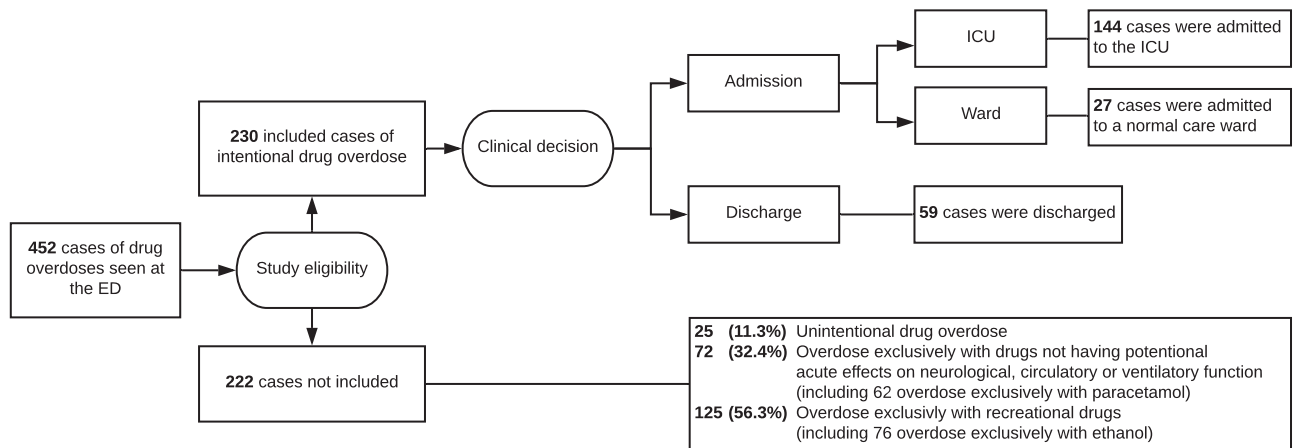 452 cases of drug
overdoses seen at
the ED
Study eligibility
230 included cases of
intentional drug overdose
222 cases not included
Clinical decision
Admission
Discharge
ICU
Ward
144 cases were admitted
to the ICU
27 cases were admitted
to a normal care ward
59 cases were discharged
25 (11.3%) Unintentional drug overdose
72 (32.4%) Overdose exclusively with drugs not having potentional
acute effects on neurological, circulatory or ventilatory function
(including 62 overdose exclusively with paracetamol)
125 (56.3%) Overdose exclusivly with recreational drugs
(including 76 overdose exclusively with ethanol)